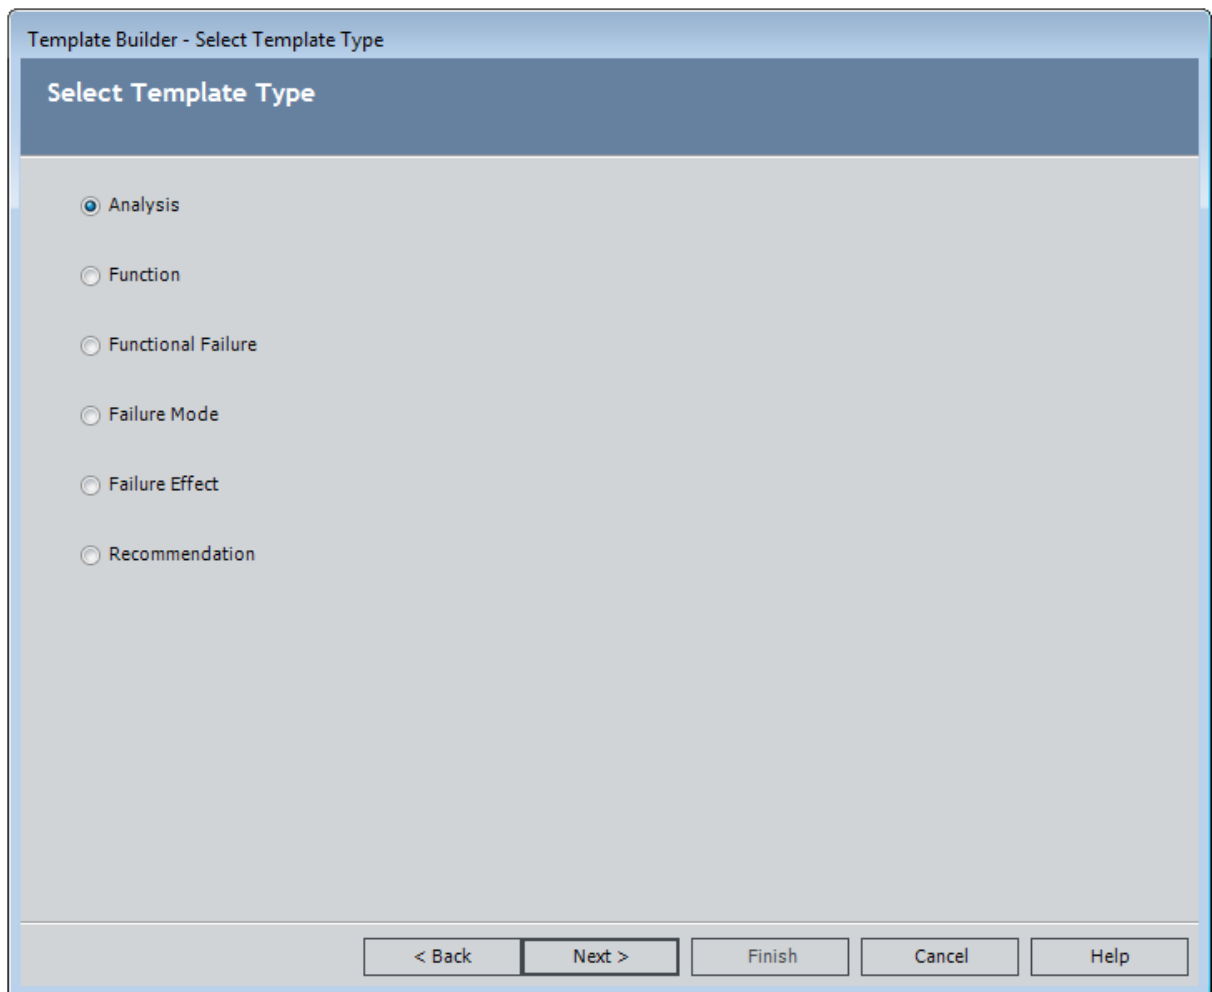 Template Builder - Select Template Type
Select Template Type
Analysis
Function
Functional Failure
Failure Mode
Failure Effect
Recommendation
< Back Next > Finish Cancel Help